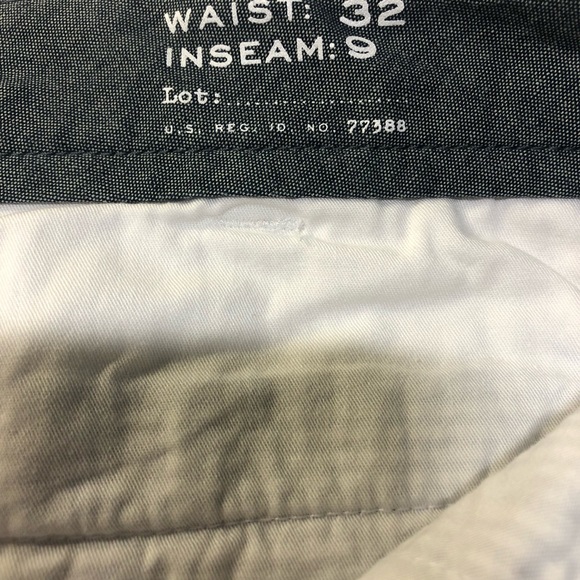 WAIST: 32
INSEAM: 9
Lot:....................
U.S. REG. ID. NO. 77388